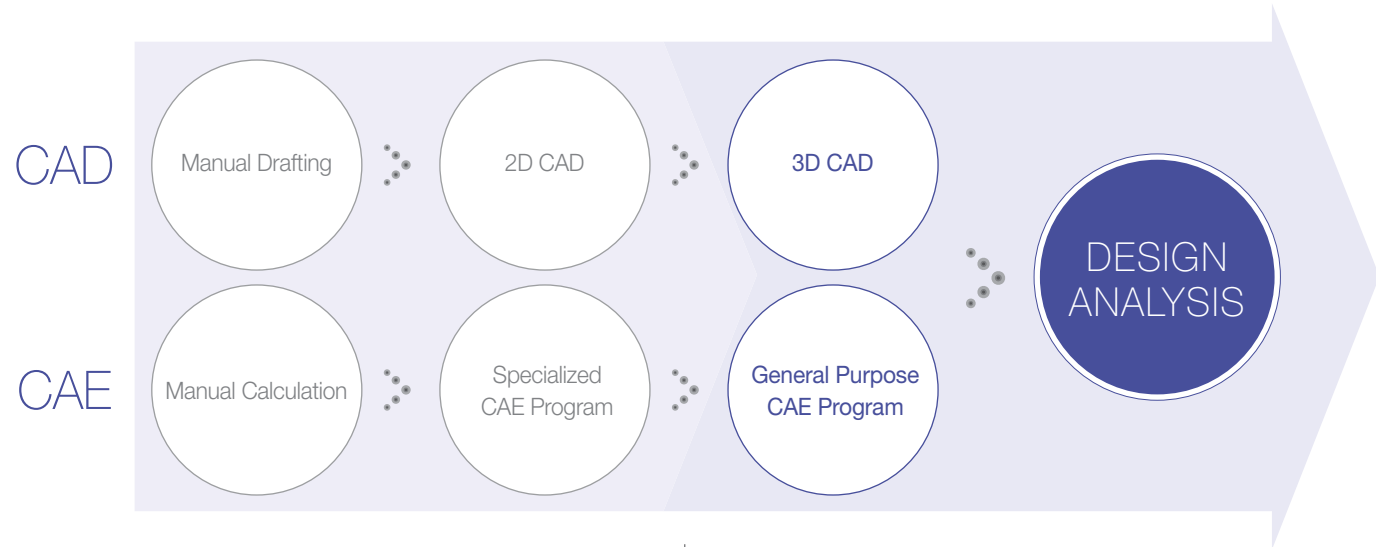 CAD
Manual Drafting
2D CAD
3D CAD
DESIGN
ANALYSIS
CAE
Manual Calculation
Specialized
CAE Program
General Purpose
CAE Program